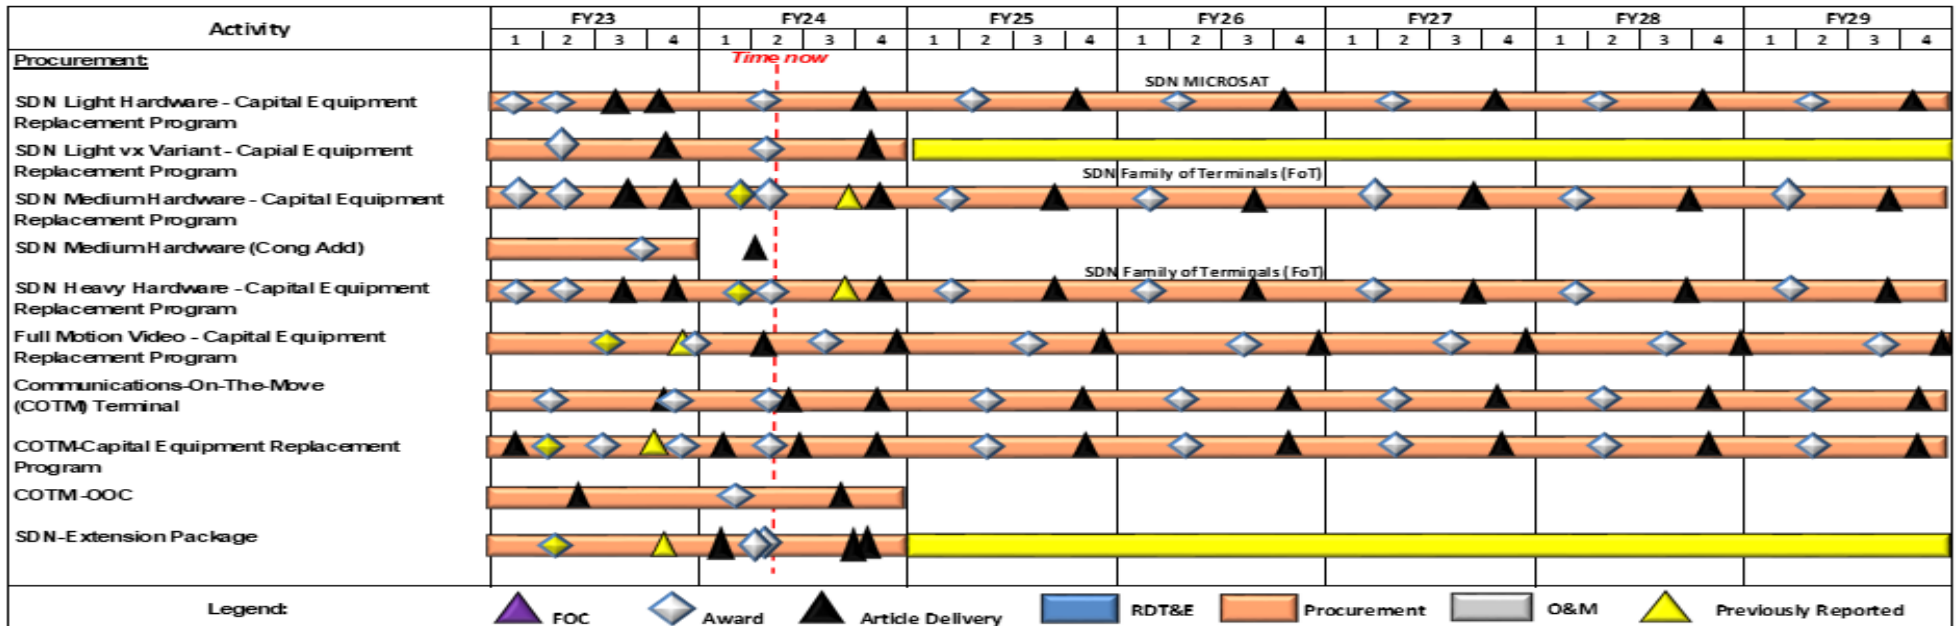 Activity FY23 FY24 FY25 FY26 FY27 FY28 FY29
1 2 3 4 1 2 3 4 1 2 3 4 1 2 3 4 1 2 3 4 1 2 3 4 1 2 3 4
Procurement:
Time now
SDN MICROSAT
SDN Light Hardware - Capital Equipment
Replacement Program
SDN Light vx Variant - Capial Equipment
Replacement Program
SDN Family of Terminals (FoT)
SDN Medium Hardware - Capital Equipment
Replacement Program
SDN Medium Hardware (Cong Add)
SDN Family of Terminals (FoT)
SDN Heavy Hardware - Capital Equipment
Replacement Program
Full Motion Video - Capital Equipment
Replacement Program
Communications-On-The-Move
(COTM) Terminal
COTM-Capital Equipment Replacement
Program
COTM -OOC
SDN-Extension Package
Legend: FOC Award Article Delivery RDT&E Procurement O&M Previously Reported